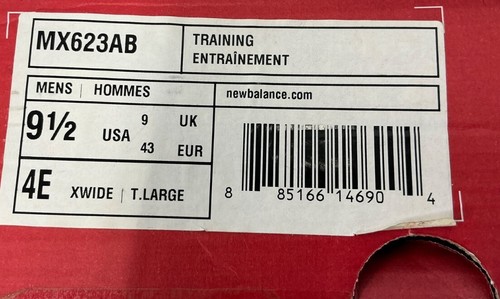 MX623AB
TRAINING
ENTRAÎNEMENT
MENS | HOMMES
newbalance.com
9½ USA 9 UK
43 EUR
4E XWIDE | T.LARGE
8 85166 14690 4